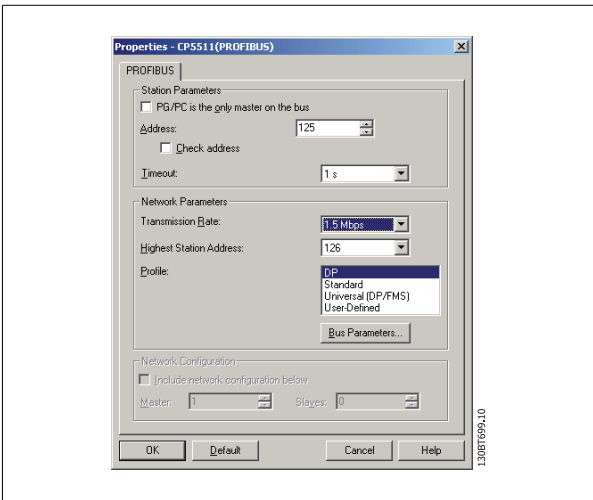 Properties - CP5511(PROFIBUS)
PROFIBUS
Station Parameters
PG/PC is the only master on the bus
Address: 125
Check address
Timeout: 1 s
Network Parameters
Transmission Rate: 1.5 Mbps
Highest Station Address: 126
Profile: DP
Standard
Universal (DP/FMS)
User-Defined
Bus Parameters...
Network Configuration
Include network configuration below
Master: 1 Slaves: 0
OK Default Cancel Help
130BT699.10